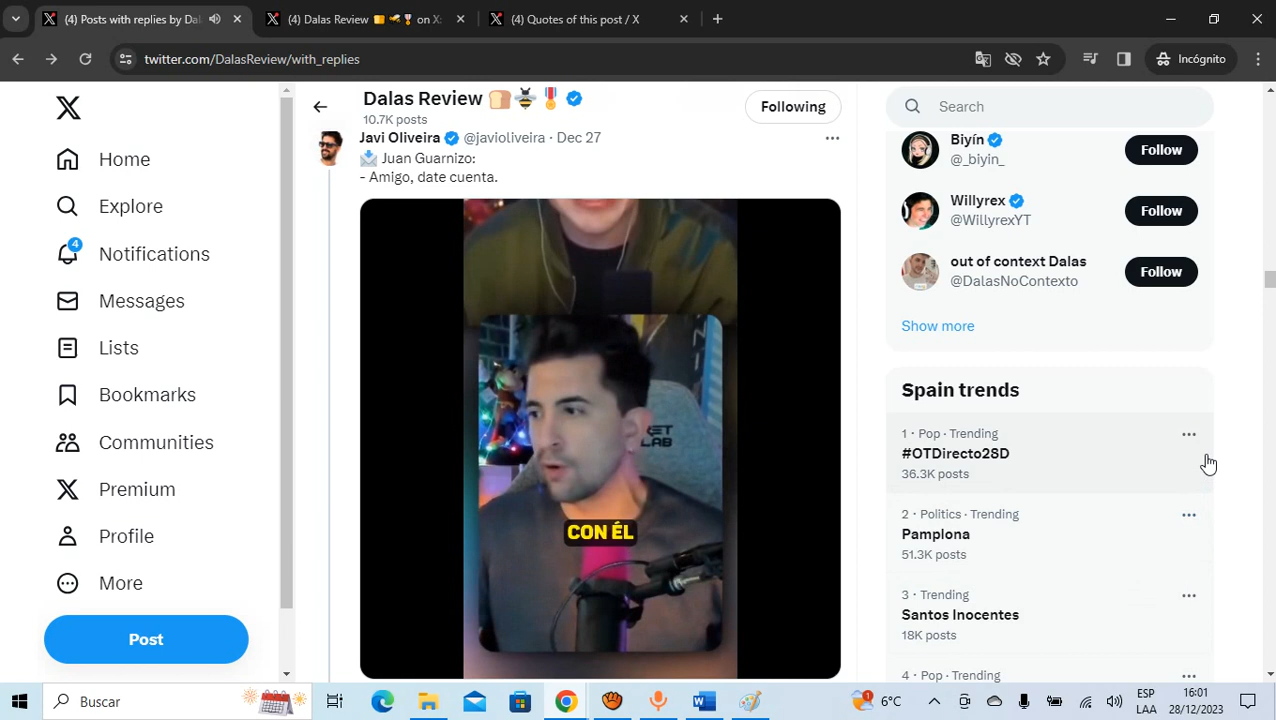 (4) Posts with replies by Dala
(4) Dalas Review on X:
(4) Quotes of this post / X
twitter.com/DalasReview/with_replies
Incógnito
Home
Explore
4
Notifications
Messages
Lists
Bookmarks
Communities
Premium
Profile
More
Post
Dalas Review
10.7K posts
Following
Javi Oliveira @javioliveira · Dec 27
Juan Guarnizo:
- Amigo, date cuenta.
CON ÉL
Search
Biyín
@_biyin_
Follow
Willyrex
@WillyrexYT
Follow
out of context Dalas
@DalasNoContexto
Follow
Show more
Spain trends
1 · Pop · Trending
#OTDirecto28D
36.3K posts
2 · Politics · Trending
Pamplona
51.3K posts
3 · Trending
Santos Inocentes
18K posts
4 · Pop · Trending
Buscar
1
6°C
ESP
LAA
16:01
28/12/2023